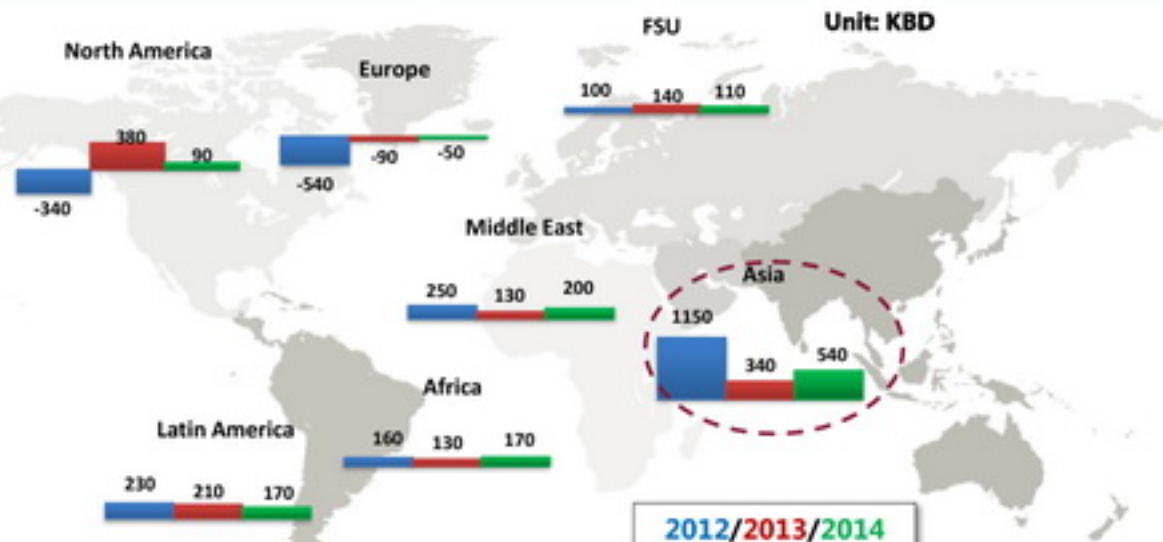 North America
380
90
-340
Europe
-90
-50
-540
FSU
100
140
110
Unit: KBD
Middle East
250
130
200
Asia
1150
340
540
Africa
160
130
170
Latin America
230
210
170
2012/2013/2014